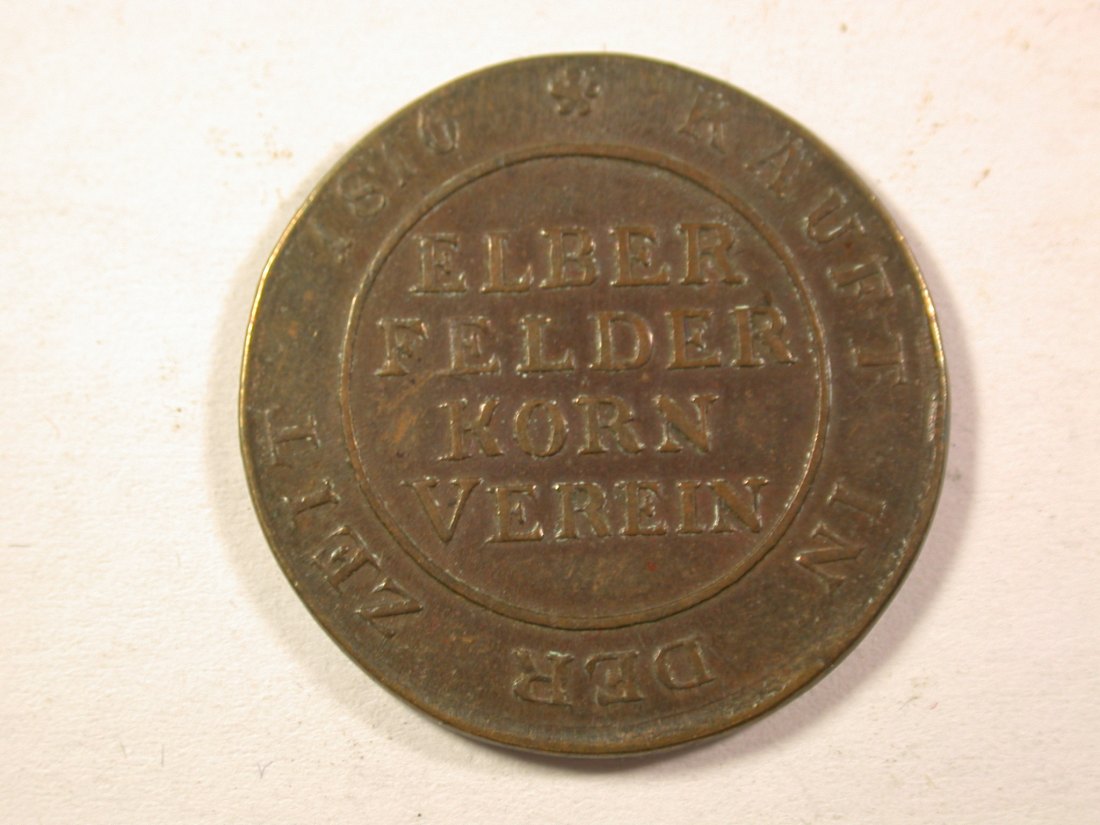 KAUFT IN DER ZEIT 1816
ELBER
FELDER
KORN
VEREIN